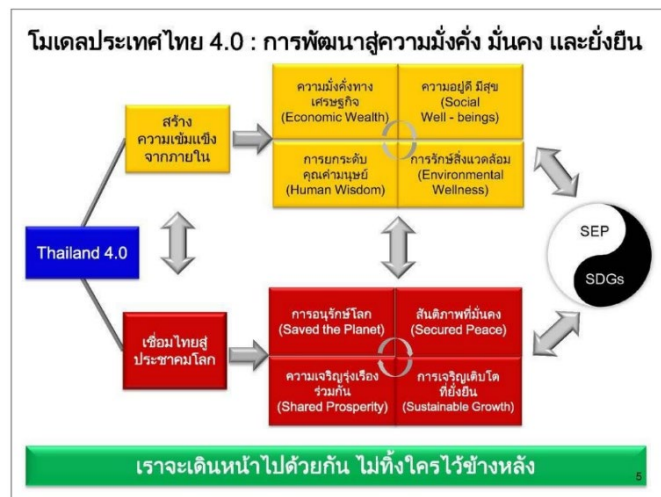 โมเดลประเทศไทย 4.0 : การพัฒนาสู่ความมั่งคั่ง มั่นคง และยั่งยืน
สร้าง
ความเข้มแข็ง
จากภายใน
ความมั่งคั่งทาง
เศรษฐกิจ
(Economic Wealth)
ความอยู่ดี มีสุข
(Social
Well - beings)
การยกระดับ
คุณค่ามนุษย์
(Human Wisdom)
การรักษ์สิ่งแวดล้อม
(Environmental
Wellness)
Thailand 4.0
SEP
SDGs
เชื่อมไทยสู่
ประชาคมโลก
การอนุรักษ์โลก
(Saved the Planet)
สันติภาพที่มั่นคง
(Secured Peace)
ความเจริญรุ่งเรือง
ร่วมกัน
(Shared Prosperity)
การเจริญเติบโต
ที่ยั่งยืน
(Sustainable Growth)
เราจะเดินหน้าไปด้วยกัน ไม่ทิ้งใครไว้ข้างหลัง
5